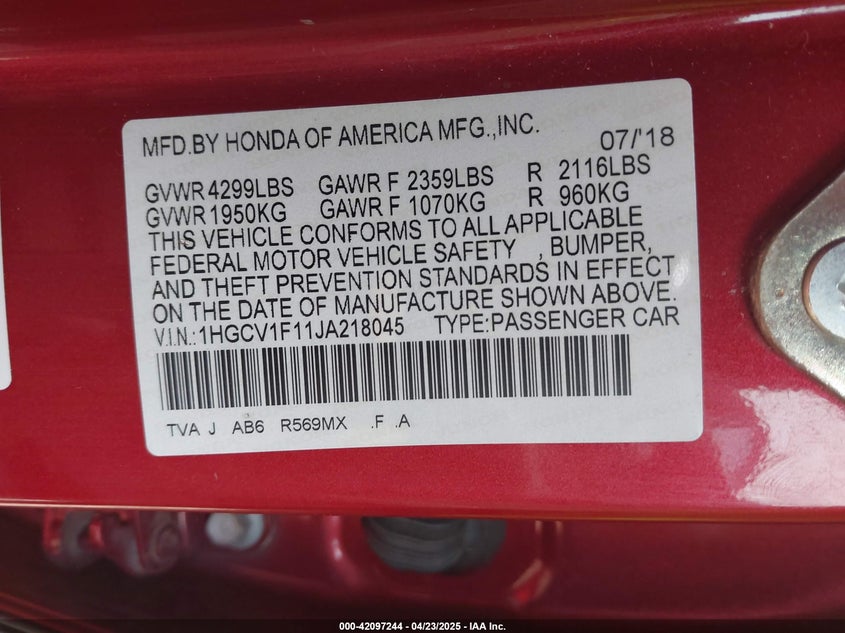 MFD.BY HONDA OF AMERICA MFG.,INC. 07/'18
GVWR 4299LBS GAWR F 2359LBS R 2116LBS
GVWR 1950KG GAWR F 1070KG R 960KG
THIS VEHICLE CONFORMS TO ALL APPLICABLE
FEDERAL MOTOR VEHICLE SAFETY , BUMPER,
AND THEFT PREVENTION STANDARDS IN EFFECT
ON THE DATE OF MANUFACTURE SHOWN ABOVE.
V.I.N.:1HGCV1F11JA218045 TYPE:PASSENGER CAR
TVA J AB6 R569MX .F .A
000-42097244 - 04/23/2025 - IAA Inc.